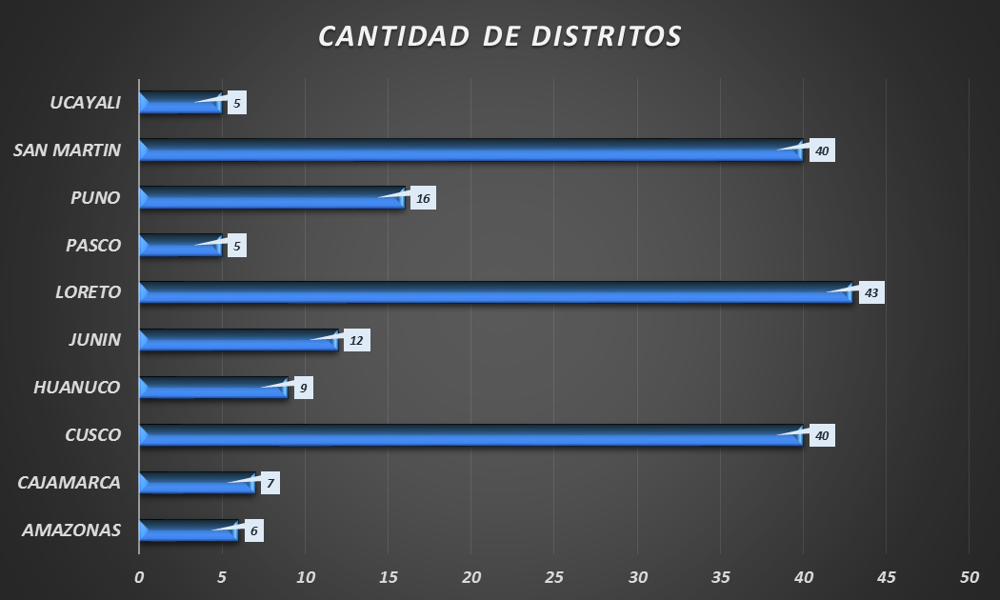 CANTIDAD DE DISTRITOS
UCAYALI 5
SAN MARTIN 40
PUNO 16
PASCO 5
LORETO 43
JUNIN 12
HUANUCO 9
CUSCO 40
CAJAMARCA 7
AMAZONAS 6
0 5 10 15 20 25 30 35 40 45 50